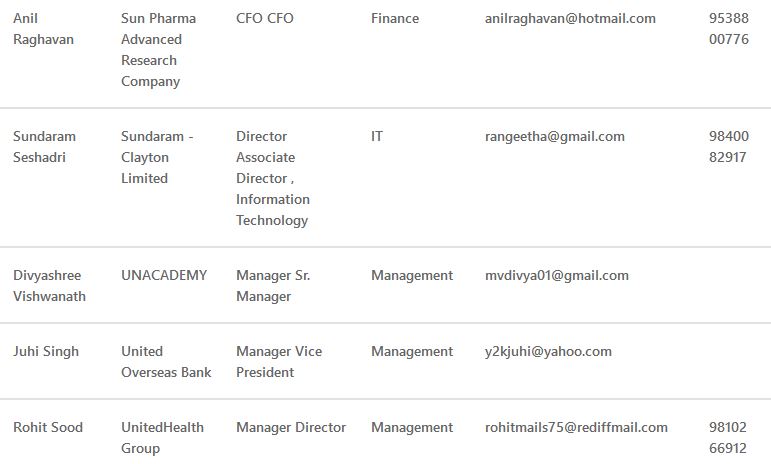 Anil Raghavan Sun Pharma Advanced Research Company CFO CFO Finance anilraghavan@hotmail.com 95388 00776
Sundaram Seshadri Sundaram - Clayton Limited Director Associate Director , Information Technology IT rangeetha@gmail.com 98400 82917
Divyashree Vishwanath UNACADEMY Manager Sr. Manager Management mvdivya01@gmail.com
Juhi Singh United Overseas Bank Manager Vice President Management y2kjuhi@yahoo.com
Rohit Sood UnitedHealth Group Manager Director Management rohitmails75@rediffmail.com 98102 66912